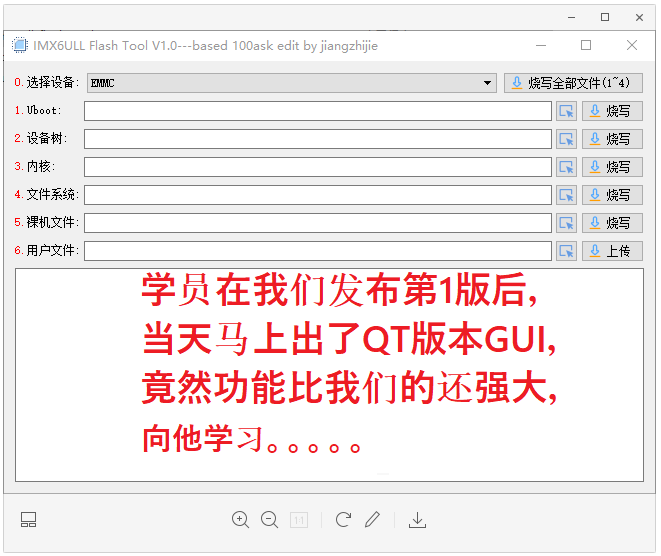 IMX6ULL Flash Tool V1.0---based 100ask edit by jiangzhijie
0.选择设备: EMMC 烧写全部文件(1~4)
1.Uboot: 烧写
2.设备树: 烧写
3.内核: 烧写
4.文件系统: 烧写
5.裸机文件: 烧写
6.用户文件: 上传
学员在我们发布第1版后,
当天马上出了QT版本GUI,
竟然功能比我们的还强大,
向他学习。。。。。
1:1